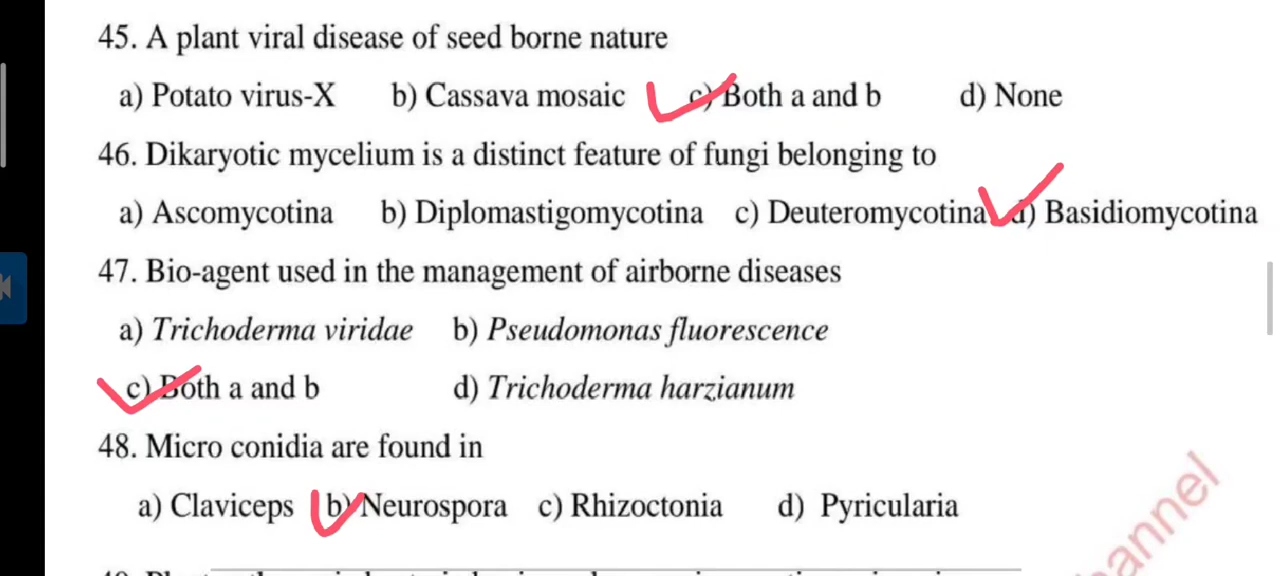 45. A plant viral disease of seed borne nature
a) Potato virus-X b) Cassava mosaic c) Both a and b d) None
46. Dikaryotic mycelium is a distinct feature of fungi belonging to
a) Ascomycotina b) Diplomastigomycotina c) Deuteromycotina d) Basidiomycotina
47. Bio-agent used in the management of airborne diseases
a) Trichoderma viridae b) Pseudomonas fluorescence
c) Both a and b d) Trichoderma harzianum
48. Micro conidia are found in
a) Claviceps b) Neurospora c) Rhizoctonia d) Pyricularia
annel